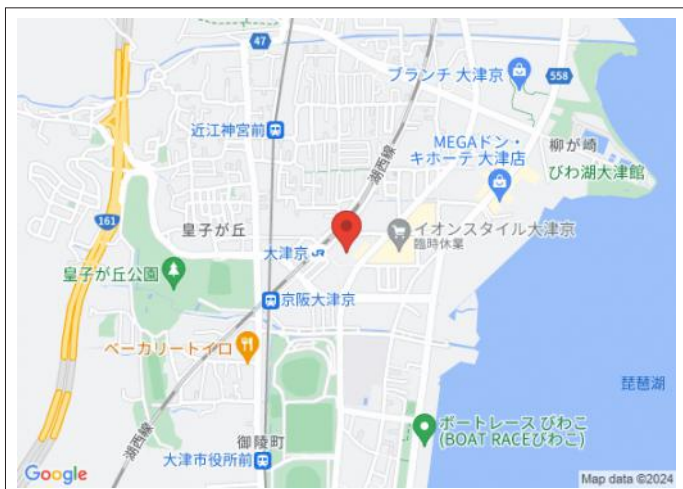 47
ブランチ 大津京
558
近江神宮前
MEGAドン・
キホーテ 大津店
柳が崎
びわ湖大津館
湖西線
161
皇子が丘
イオンスタイル大津京
臨時休業
大津京
皇子が丘公園
京阪大津京
ベーカリートイロ
琵琶湖
ボートレース びわこ
(BOAT RACEびわこ)
御陵町
湖西線
大津市役所前
Google
Map data ©2024